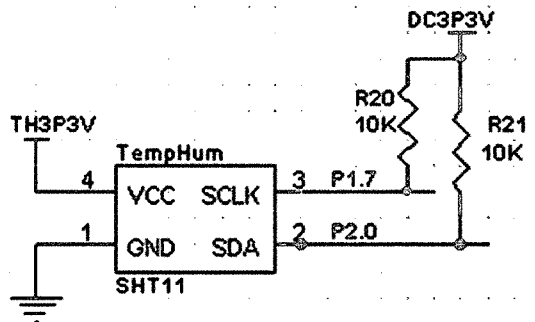 DC3P3V
R20
10K
R21
10K
TH3P3V
TempHum
4 VCC SCLK 3 P1.7
1 GND SDA 2 P2.0
SHT11